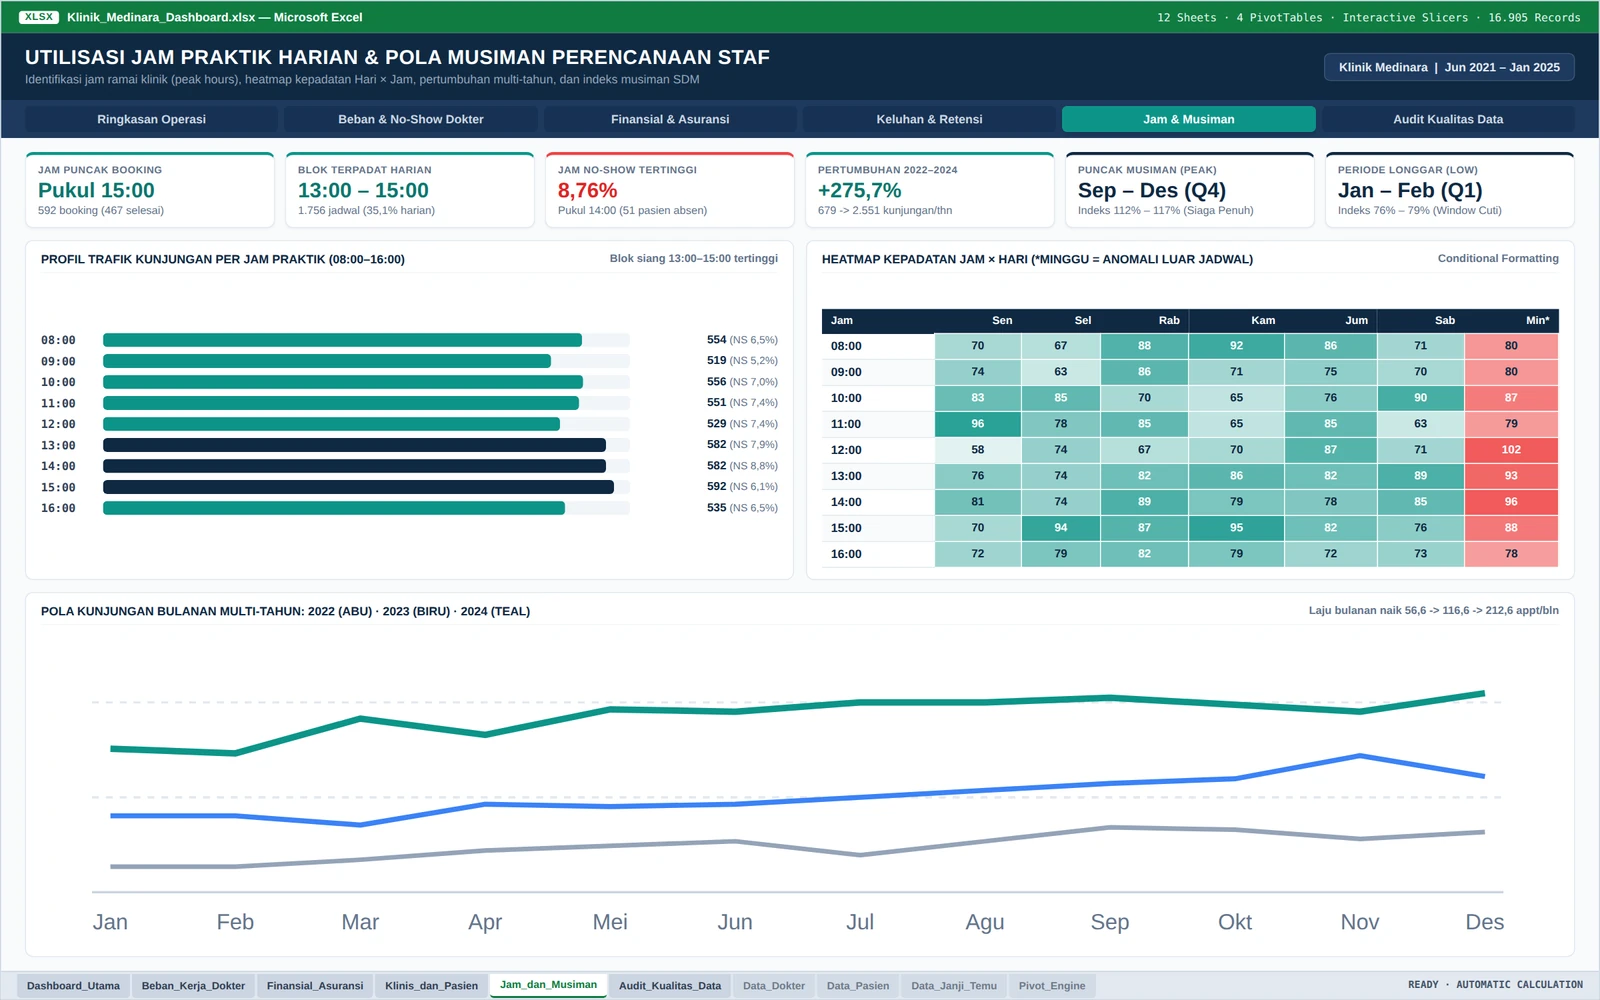 XLSX Klinik_Medinara_Dashboard.xlsx — Microsoft Excel
12 Sheets · 4 PivotTables · Interactive Slicers · 16.905 Records
UTILISASI JAM PRAKTIK HARIAN & POLA MUSIMAN PERENCANAAN STAF
Identifikasi jam ramai klinik (peak hours), heatmap kepadatan Hari × Jam, pertumbuhan multi-tahun, dan indeks musiman SDM
Klinik Medinara | Jun 2021 – Jan 2025
Ringkasan Operasi Beban & No-Show Dokter Finansial & Asuransi Keluhan & Retensi Jam & Musiman Audit Kualitas Data
JAM PUNCAK BOOKING
Pukul 15:00
592 booking (467 selesai)
BLOK TERPADAT HARIAN
13:00 – 15:00
1.756 jadwal (35,1% harian)
JAM NO-SHOW TERTINGGI
8,76%
Pukul 14:00 (51 pasien absen)
PERTUMBUHAN 2022–2024
+275,7%
679 -> 2.551 kunjungan/thn
PUNCAK MUSIMAN (PEAK)
Sep – Des (Q4)
Indeks 112% – 117% (Siaga Penuh)
PERIODE LONGGAR (LOW)
Jan – Feb (Q1)
Indeks 76% – 79% (Window Cuti)
PROFIL TRAFIK KUNJUNGAN PER JAM PRAKTIK (08:00–16:00)
Blok siang 13:00–15:00 tertinggi
08:00 554 (NS 6,5%)
09:00 519 (NS 5,2%)
10:00 556 (NS 7,0%)
11:00 551 (NS 7,4%)
12:00 529 (NS 7,4%)
13:00 582 (NS 7,9%)
14:00 582 (NS 8,8%)
15:00 592 (NS 6,1%)
16:00 535 (NS 6,5%)
HEATMAP KEPADATAN JAM × HARI (*MINGGU = ANOMALI LUAR JADWAL)
Conditional Formatting
Jam Sen Sel Rab Kam Jum Sab Min*
08:00 70 67 88 92 86 71 80
09:00 74 63 86 71 75 70 80
10:00 83 85 70 65 76 90 87
11:00 96 78 85 65 85 63 79
12:00 58 74 67 70 87 71 102
13:00 76 74 82 86 82 89 93
14:00 81 74 89 79 78 85 96
15:00 70 94 87 95 82 76 88
16:00 72 79 82 79 72 73 78
POLA KUNJUNGAN BULANAN MULTI-TAHUN: 2022 (ABU) · 2023 (BIRU) · 2024 (TEAL)
Laju bulanan naik 56,6 -> 116,6 -> 212,6 appt/bln
Jan Feb Mar Apr Mei Jun Jul Agu Sep Okt Nov Des
Dashboard_Utama Beban_Kerja_Dokter Finansial_Asuransi Klinis_dan_Pasien Jam_dan_Musiman Audit_Kualitas_Data Data_Dokter Data_Pasien Data_Janji_Temu Pivot_Engine
READY · AUTOMATIC CALCULATION